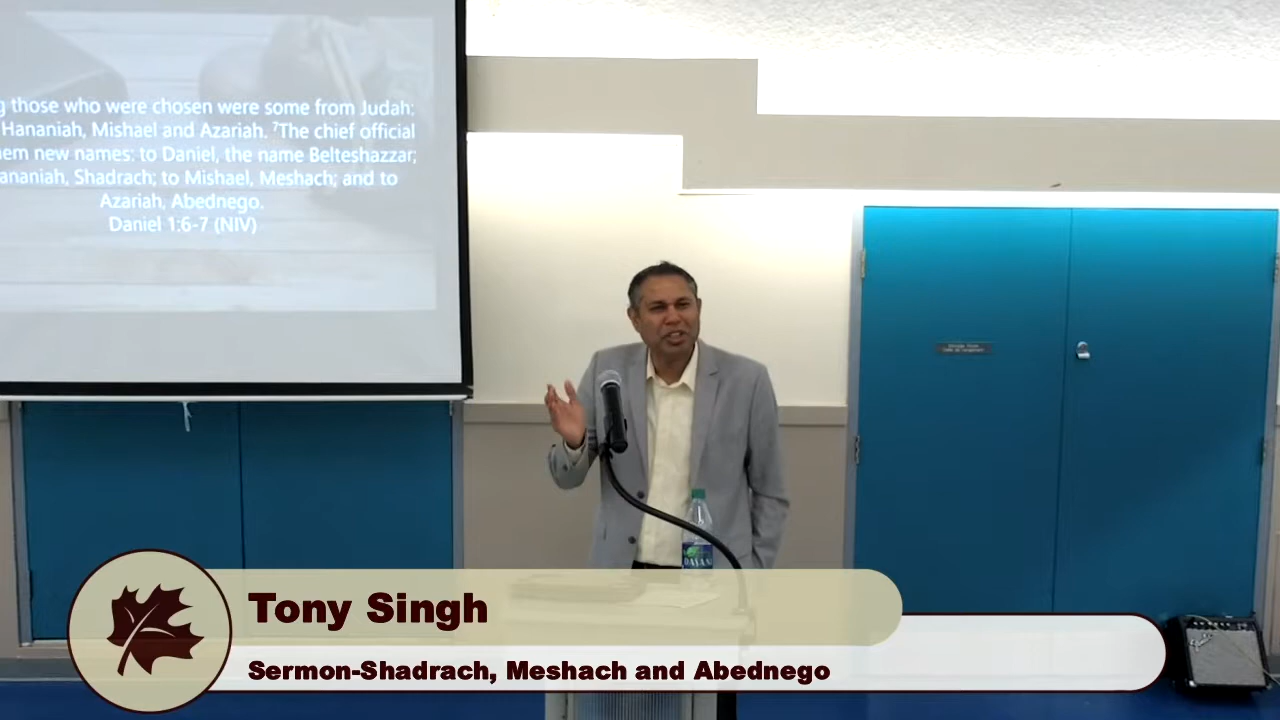 those who were chosen were some from Judah:
Hananiah, Mishael and Azariah. ⁷The chief official
new names: to Daniel, the name Belteshazzar;
Shadrach; to Mishael, Meshach; and to
Azariah, Abednego.
Daniel 1:6-7 (NIV)
DASANI
Tony Singh
Sermon-Shadrach, Meshach and Abednego